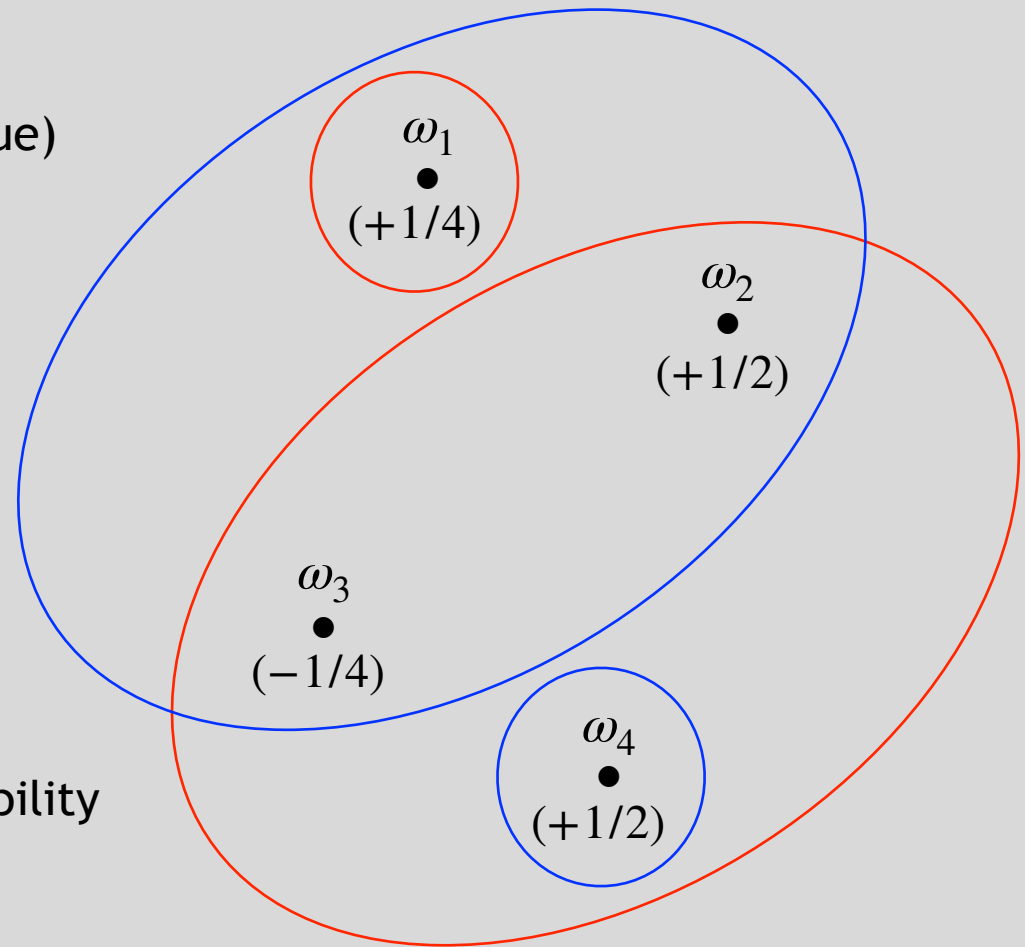 ue)
ω₁
(+1/4)
ω₂
(+1/2)
ω₃
(−1/4)
ω₄
bility
(+1/2)